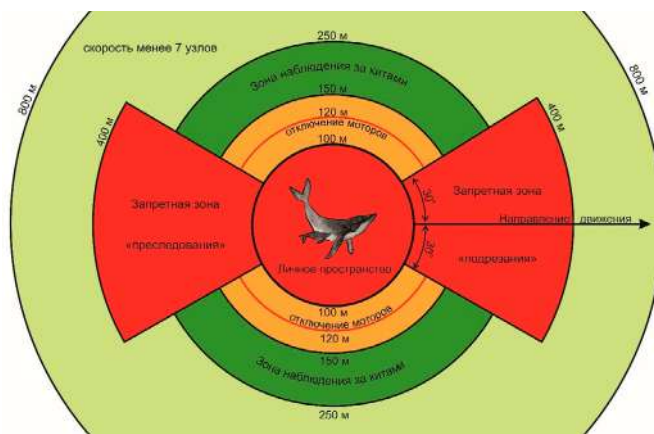 скорость менее 7 узлов
250 м
Зона наблюдения за китами
150 м
120 м
отключение моторов
100 м
800 м
800 м
400 м
400 м
Запретная зона
«преследования»
Личное пространство
30°
30°
Запретная зона
Направление движения
«подрезания»
100 м
отключение моторов
120 м
150 м
Зона наблюдения за китами
250 м